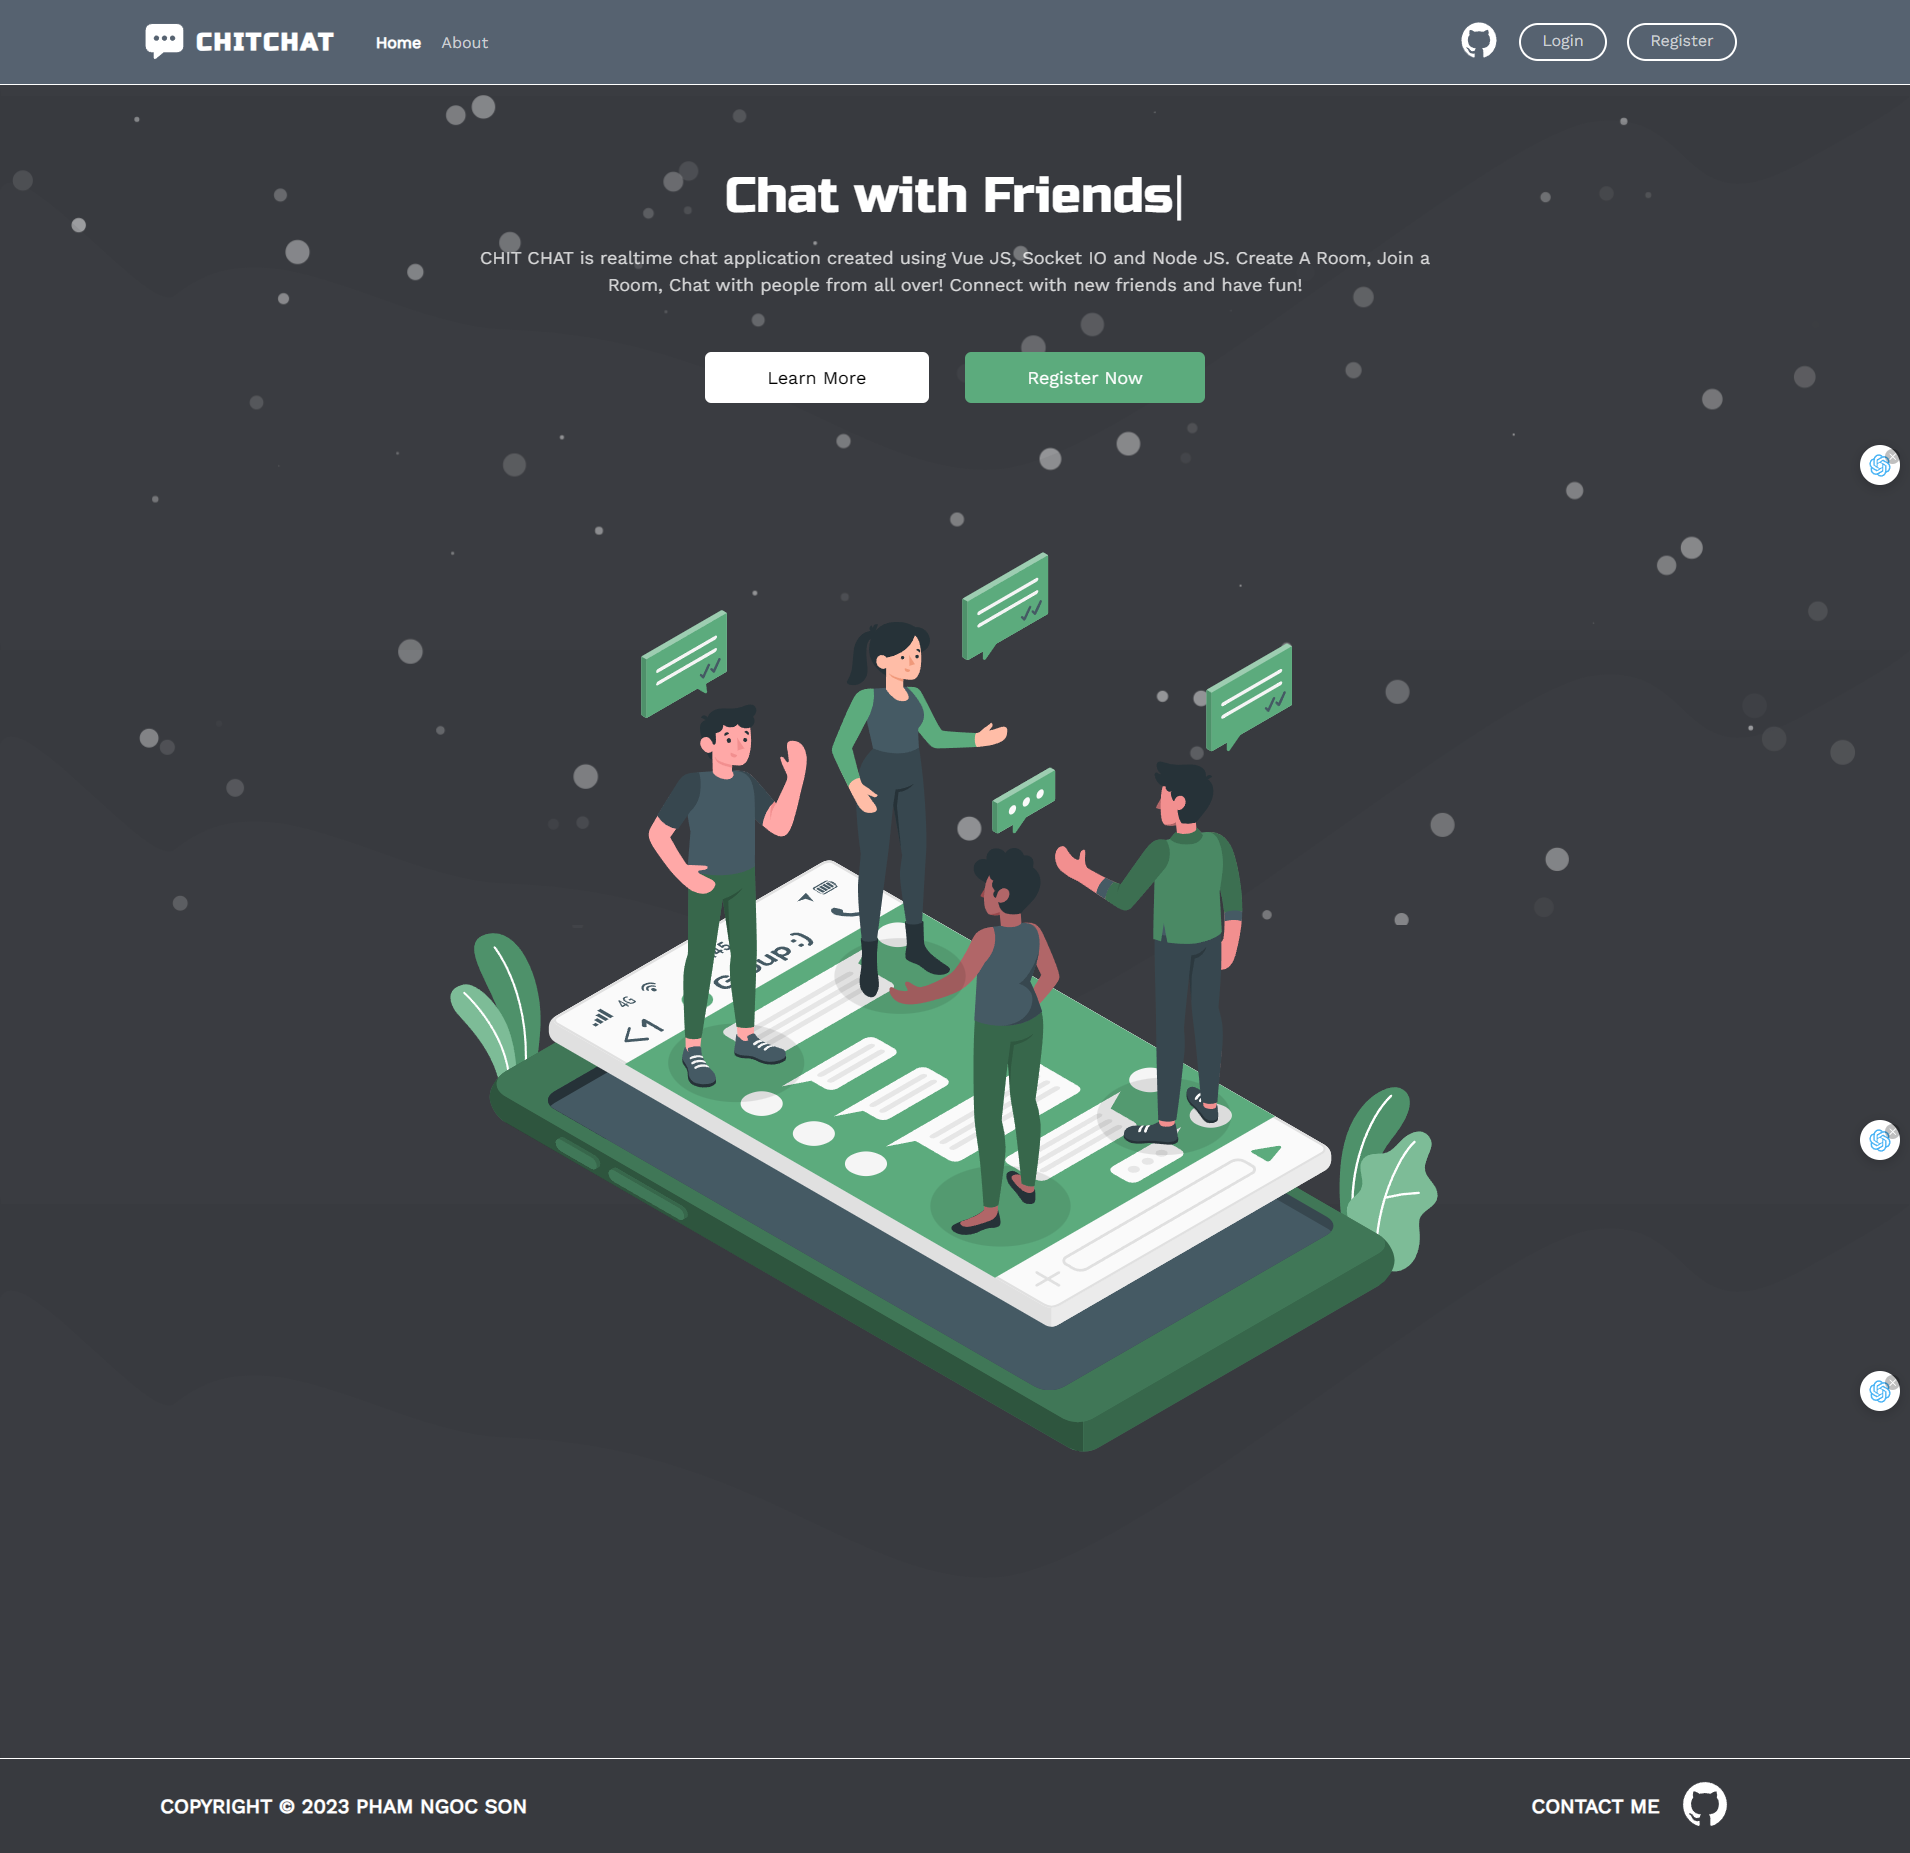 CHITCHAT Home About Login Register
Chat with Friends
CHIT CHAT is realtime chat application created using Vue JS, Socket IO and Node JS. Create A Room, Join a
Room, Chat with people from all over! Connect with new friends and have fun!
Learn More Register Now
4G
<1
COPYRIGHT © 2023 PHAM NGOC SON CONTACT ME